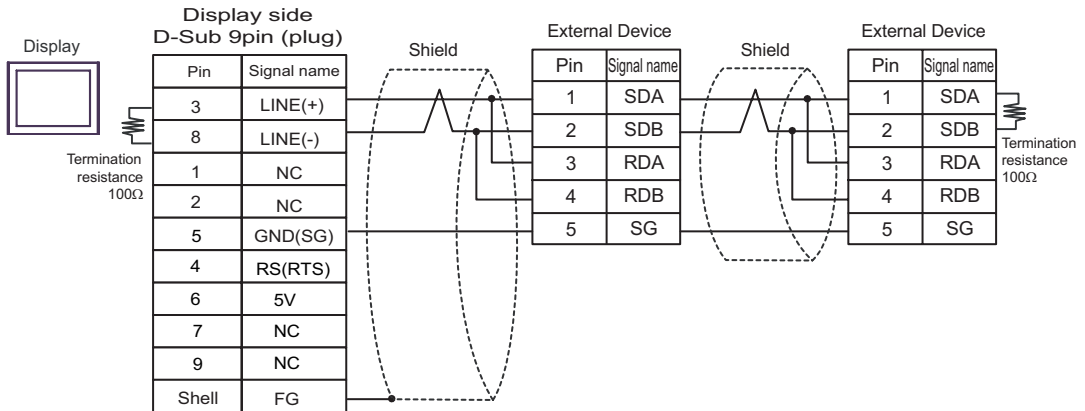 Display
Display side
D-Sub 9pin (plug)
Pin Signal name
3 LINE(+)
8 LINE(-)
1 NC
2 NC
5 GND(SG)
4 RS(RTS)
6 5V
7 NC
9 NC
Shell FG
Termination
resistance
100Ω
Shield
External Device
Pin Signal name
1 SDA
2 SDB
3 RDA
4 RDB
5 SG
Shield
External Device
Pin Signal name
1 SDA
2 SDB
3 RDA
4 RDB
5 SG
Termination
resistance
100Ω